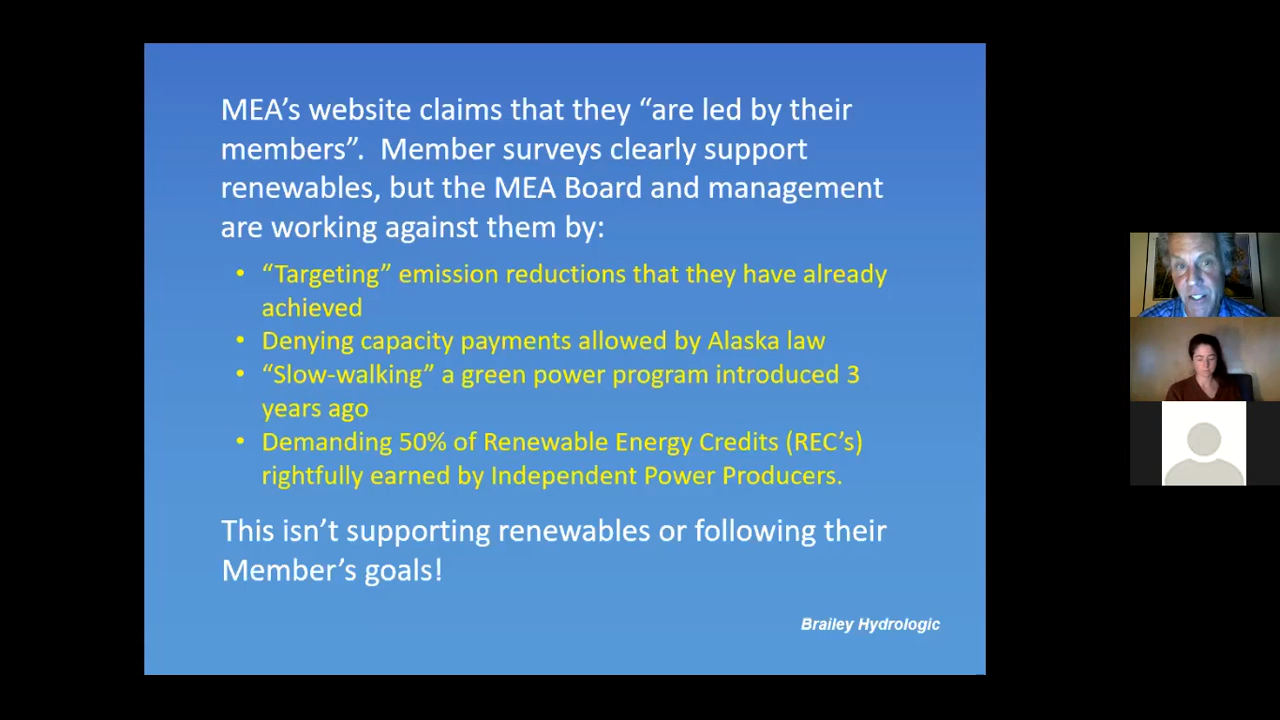 MEA’s website claims that they “are led by their
members”.  Member surveys clearly support
renewables, but the MEA Board and management
are working against them by:
• “Targeting” emission reductions that they have already
achieved
• Denying capacity payments allowed by Alaska law
• “Slow-walking” a green power program introduced 3
years ago
• Demanding 50% of Renewable Energy Credits (REC’s)
rightfully earned by Independent Power Producers.
This isn’t supporting renewables or following their
Member’s goals!
Brailey Hydrologic